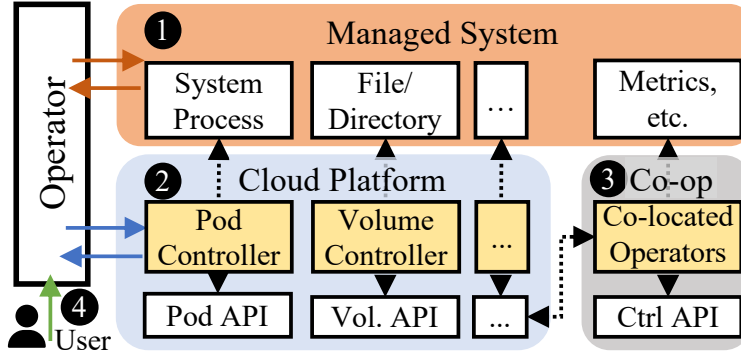 1
Managed System
Operator
System
Process
File/
Directory
...
Metrics,
etc.
2
Cloud Platform
3
Co-op
Pod
Controller
Volume
Controller
...
Co-located
Operators
Pod API
Vol. API
...
Ctrl API
4
User